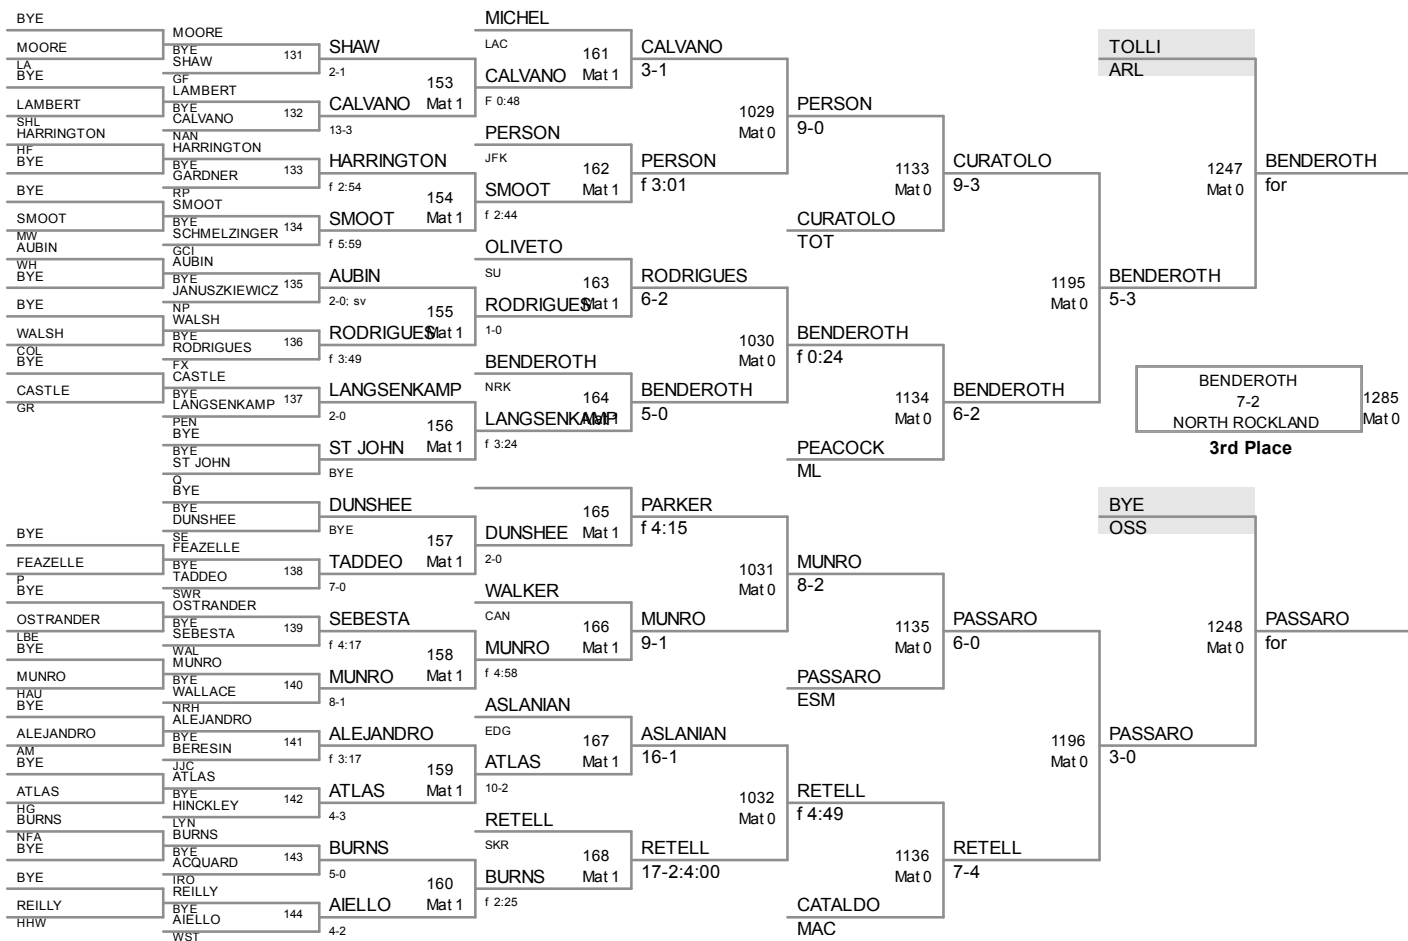 BYE
MOORE
LA
BYE
LAMBERT
SHL
HARRINGTON
HF
BYE
BYE
SMOOT
MW
AUBIN
WH
BYE
BYE
WALSH
COL
BYE
CASTLE
GR
BYE
FEAZELLE
P
BYE
OSTRANDER
LBE
BYE
MUNRO
HAU
BYE
ALEJANDRO
AM
BYE
ATLAS
HG
BURNS
NFA
BYE
BYE
REILLY
HHW
MOORE
BYE
SHAW
131
GF
LAMBERT
BYE
CALVANO
132
NAN
HARRINGTON
BYE
GARDNER
133
RP
SMOOT
BYE
SCHMELZINGER
134
GCI
AUBIN
BYE
JANUSZKIEWICZ
135
NP
WALSH
BYE
RODRIGUES
136
FX
CASTLE
BYE
LANGSENKAMP
137
PEN
BYE
BYE
ST JOHN
Q
BYE
BYE
DUNSHEE
SE
FEAZELLE
BYE
TADDEO
138
SWR
OSTRANDER
BYE
SEBESTA
139
WAL
MUNRO
BYE
WALLACE
140
NRH
ALEJANDRO
BYE
BERESIN
141
JJC
ATLAS
BYE
HINCKLEY
142
LYN
BURNS
BYE
ACQUARD
143
IRO
REILLY
BYE
AIELLO
144
WST
SHAW
2-1
153
Mat 1
CALVANO
13-3
HARRINGTON
f 2:54
154
Mat 1
SMOOT
f 5:59
AUBIN
2-0; sv
155
Mat 1
RODRIGUES
f 3:49
LANGSENKAMP
2-0
156
Mat 1
ST JOHN
BYE
DUNSHEE
BYE
157
Mat 1
TADDEO
7-0
SEBESTA
f 4:17
158
Mat 1
MUNRO
8-1
ALEJANDRO
f 3:17
159
Mat 1
ATLAS
4-3
BURNS
5-0
160
Mat 1
AIELLO
4-2
MICHEL
LAC
161
Mat 1
CALVANO
F 0:48
PERSON
JFK
162
Mat 1
SMOOT
f 2:44
OLIVETO
SU
163
Mat 1
RODRIGUES
1-0
BENDEROTH
NRK
164
Mat 1
LANGSENKAMP
f 3:24
165
Mat 1
DUNSHEE
2-0
WALKER
CAN
166
Mat 1
MUNRO
f 4:58
ASLANIAN
EDG
167
Mat 1
ATLAS
10-2
RETELL
SKR
168
Mat 1
BURNS
f 2:25
CALVANO
3-1
1029
Mat 0
PERSON
f 3:01
RODRIGUES
6-2
1030
Mat 0
BENDEROTH
5-0
PARKER
f 4:15
1031
Mat 0
MUNRO
9-1
ASLANIAN
16-1
1032
Mat 0
RETELL
17-2:4:00
PERSON
9-0
1133
Mat 0
CURATOLO
TOT
BENDEROTH
f 0:24
1134
Mat 0
PEACOCK
ML
MUNRO
8-2
1135
Mat 0
PASSARO
ESM
RETELL
f 4:49
1136
Mat 0
CATALDO
MAC
CURATOLO
9-3
1195
Mat 0
BENDEROTH
6-2
PASSARO
6-0
1196
Mat 0
RETELL
7-4
TOLLI
ARL
1247
Mat 0
BENDEROTH
5-3
BENDEROTH
for
BENDEROTH
7-2
NORTH ROCKLAND
1285
Mat 0
3rd Place
BYE
OSS
1248
Mat 0
PASSARO
3-0
PASSARO
for